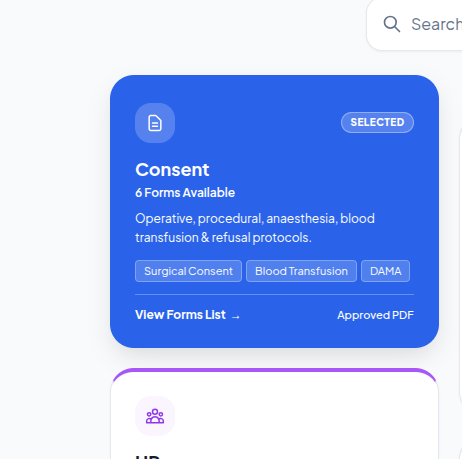 Search
SELECTED
Consent
6 Forms Available
Operative, procedural, anaesthesia, blood
transfusion & refusal protocols.
Surgical Consent Blood Transfusion DAMA
View Forms List → Approved PDF